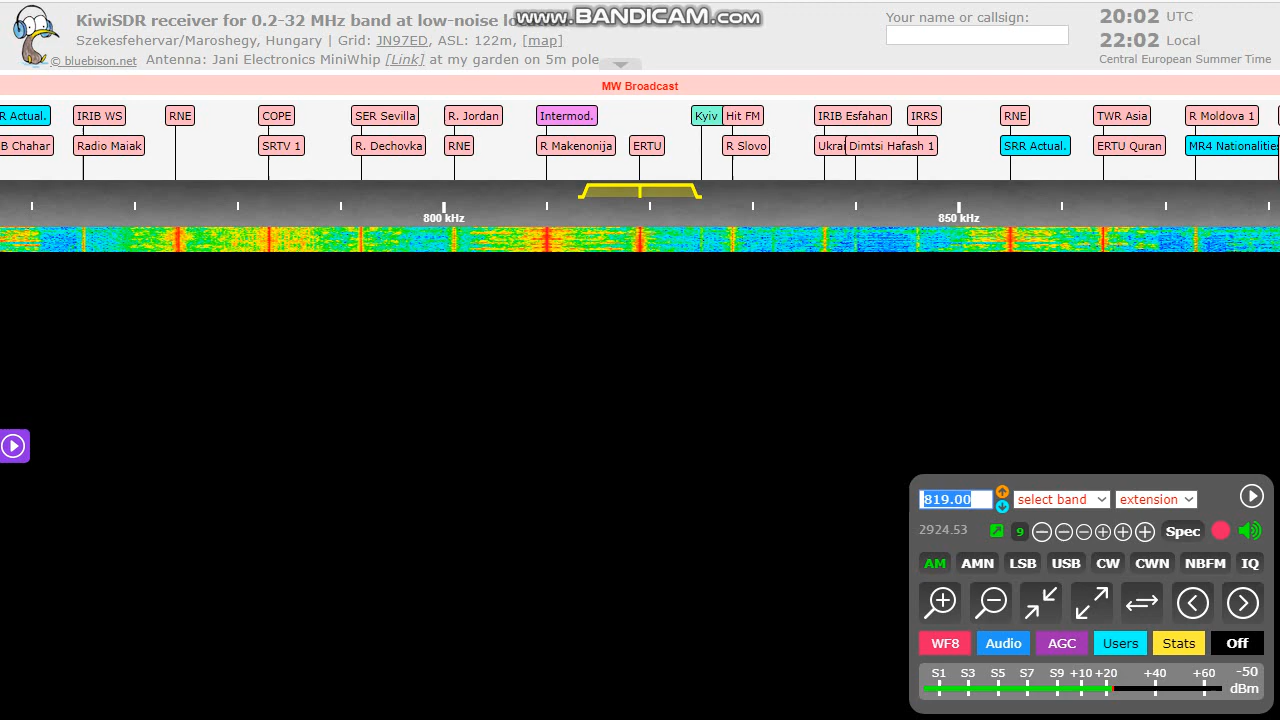 KiwiSDR receiver for 0.2-32 MHz band at low-noise
www.BANDICAM.com
Your name or callsign:
20:02 UTC
Szekesfehervar/Maroshegy, Hungary | Grid: JN97ED, ASL: 122m, [map]
22:02 Local
© bluebison.net Antenna: Jani Electronics MiniWhip [Link] at my garden on 5m pole
Central European Summer Time
MW Broadcast
R Actual. IRIB WS RNE COPE SER Sevilla R. Jordan Intermod. Kyiv Hit FM IRIB Esfahan IRRS RNE TWR Asia R Moldova 1
B Chahar Radio Maiak SRTV 1 R. Dechovka RNE R Makenonija ERTU R Slovo Ukrai Dimtsi Hafash 1 SRR Actual. ERTU Quran MR4 Nationalities
800 kHz 850 kHz
819.00 select band extension
2924.53 9 Spec
AM AMN LSB USB CW CWN NBFM IQ
WF8 Audio AGC Users Stats Off
S1 S3 S5 S7 S9 +10 +20 +40 +60 -50
dBm